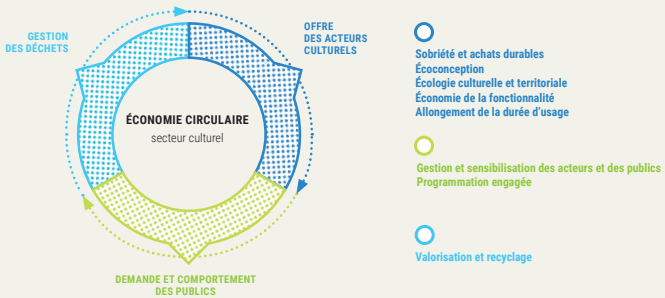 GESTION
DES DÉCHETS
OFFRE
DES ACTEURS
CULTURELS
ÉCONOMIE CIRCULAIRE
secteur culturel
DEMANDE ET COMPORTEMENT
DES PUBLICS
Sobriété et achats durables
Écoconception
Écologie culturelle et territoriale
Économie de la fonctionnalité
Allongement de la durée d'usage
Gestion et sensibilisation des acteurs et des publics
Programmation engagée
Valorisation et recyclage